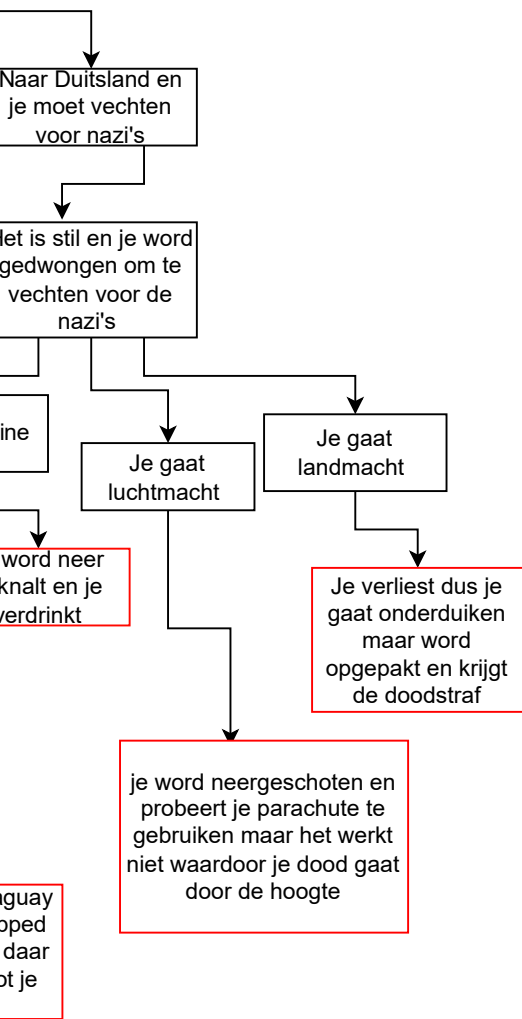 Naar Duitsland en
je moet vechten
voor nazi's
is stil en je word
gedwongen om te
vechten voor de
nazi's
Je gaat
luchtmacht
Je gaat
landmacht
word neer
en je
Je verliest dus je
gaat onderduiken
maar word
opgepakt en krijgt
de doodstraf
je word neergeschoten en
probeert je parachute te
gebruiken maar het werkt
niet waardoor je dood gaat
door de hoogte
daar
je